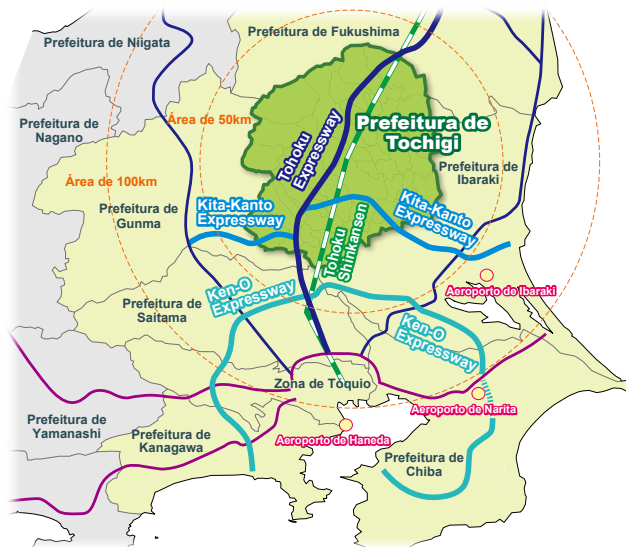 Prefeitura de Niigata
Prefeitura de Fukushima
Prefeitura de
Nagano
Área de 50km
Tohoku
Expressway
Prefeitura de
Tochigi
Prefeitura de
Ibaraki
Área de 100km
Prefeitura de
Gunma
Kita-Kanto
Expressway
Kita-Kanto
Expressway
Tohoku
Shinkansen
Aeroporto de Ibaraki
Ken-O
Expressway
Prefeitura de
Saitama
Ken-O
Expressway
Zona de Tóquio
Aeroporto de Narita
Prefeitura de
Yamanashi
Prefeitura de
Kanagawa
Aeroporto de Haneda
Prefeitura de
Chiba